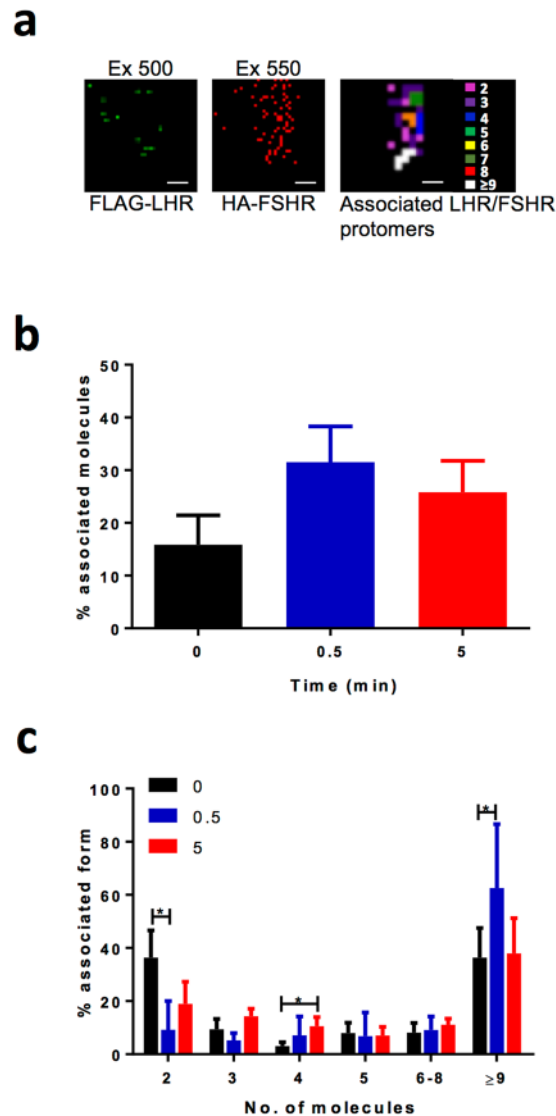 a
Ex 500 Ex 550
2
3
4
5
6
7
8
≥9
FLAG-LHR HA-FSHR Associated LHR/FSHR
protomers
b
50
40
30
20
10
0
% associated molecules
0 0.5 5
Time (min)
c
100
80
60
40
20
0
% associated form
0
0.5
5
*
*
*
2 3 4 5 6-8 ≥9
No. of molecules